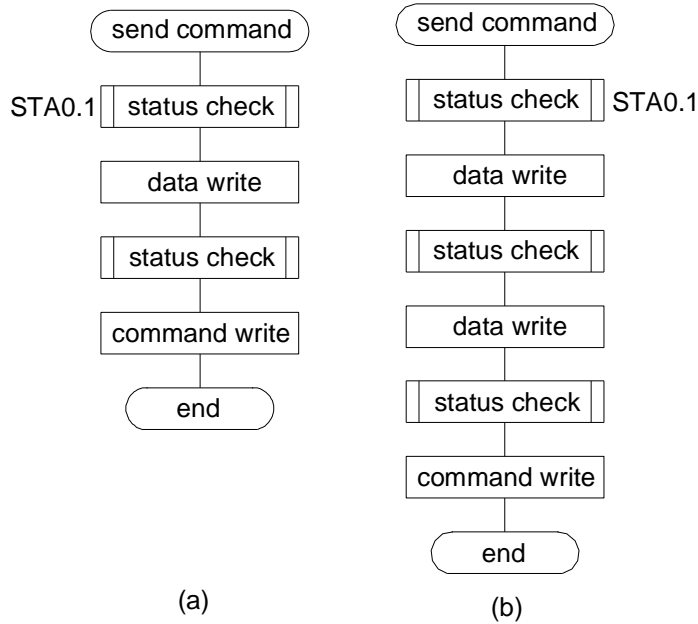 send command
STA0.1
status check
data write
status check
command write
end
(a)
send command
status check
STA0.1
data write
status check
data write
status check
command write
end
(b)